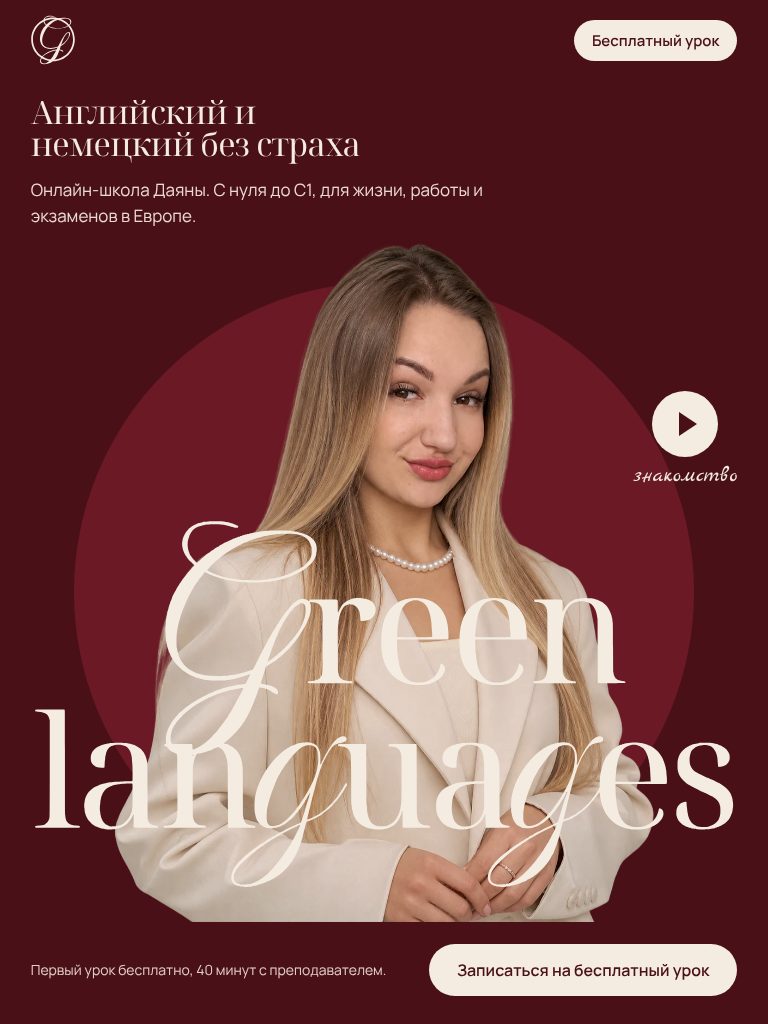 G
Бесплатный урок
Английский и
немецкий без страха
Онлайн-школа Даяны. С нуля до C1, для жизни, работы и
экзаменов в Европе.
знакомство
Green
languages
Первый урок бесплатно, 40 минут с преподавателем.
Записаться на бесплатный урок